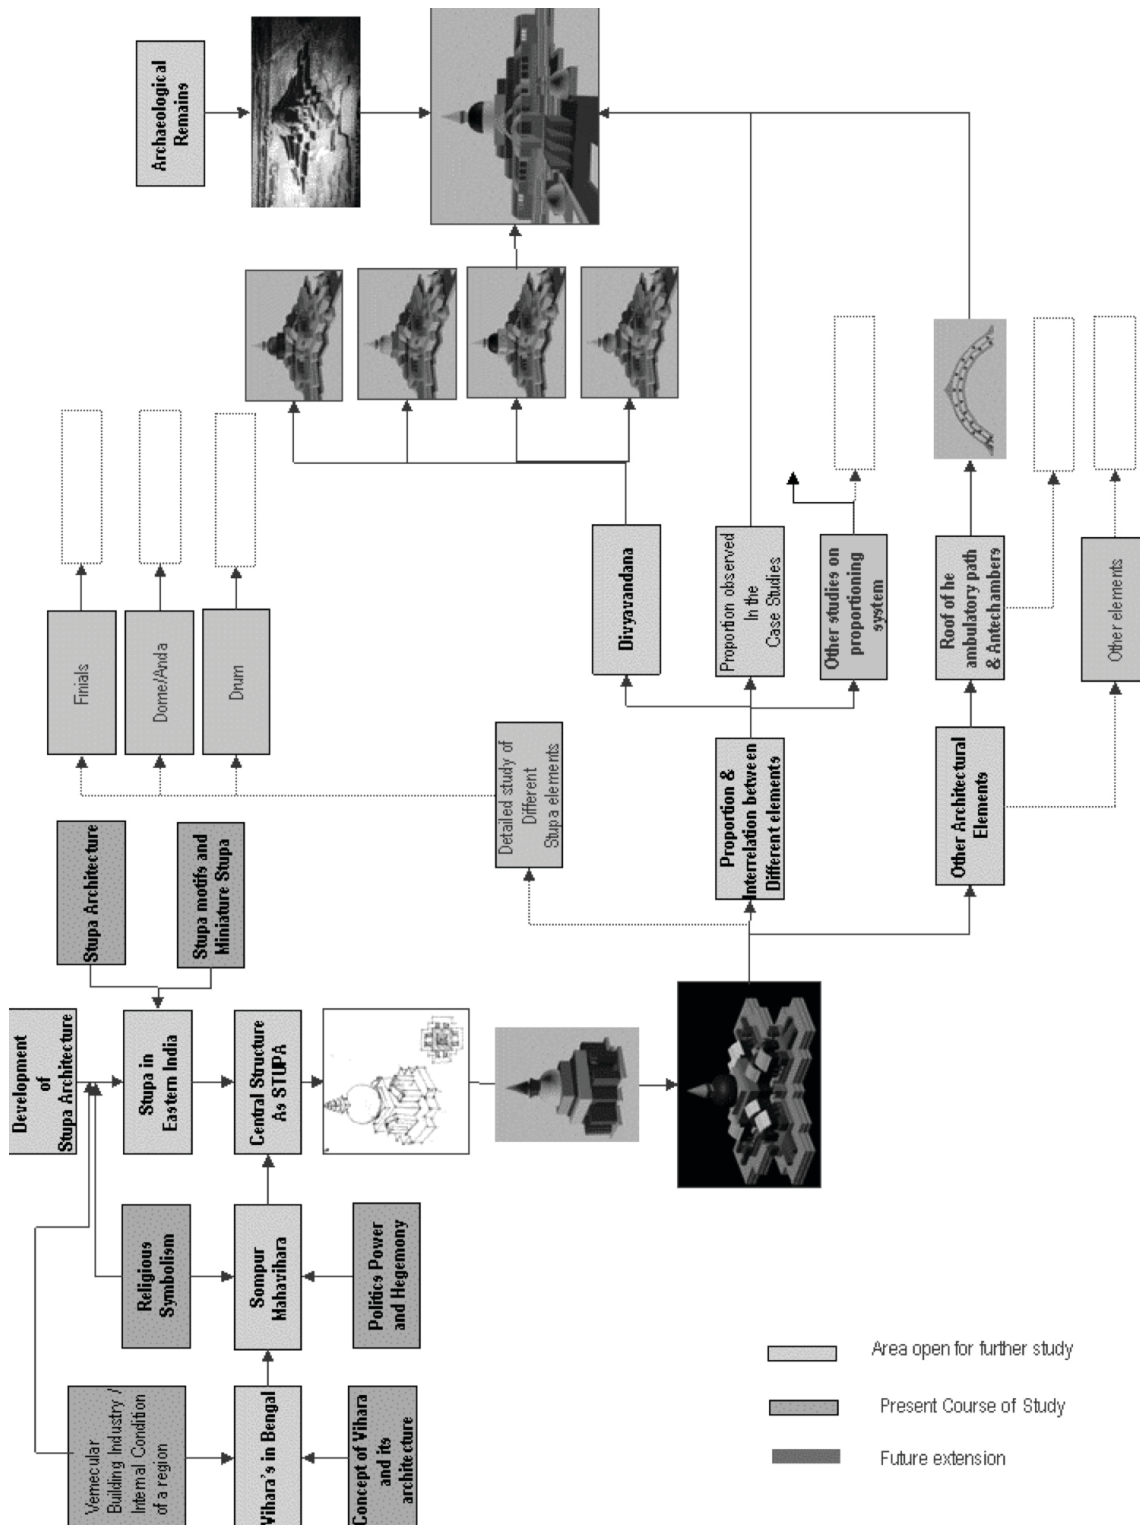 Archaeological
Remains
Finials
Dome/Anda
Drum
Divyavandana
Proportion observed
In the
Case Studies
Other studies on
proportioning
system
Roof of he
ambulatory path
& Antechambers
Other elements
Detailed study of
Different
Stupa elements
Proportion &
Interrelation between
Different elements
Other Architectural
Elements
Stupa Architecture
Stupa motifs and
Miniature Stupa
Development
of
Stupa Architecture
Stupa in
Eastern India
Central Structure
As STUPA
Religious
Symbolism
Sompur
Mahavihara
Politics Power
and Hegemony
Vernecular
Building Industry /
Internal Condition
of a region
Vihara's in Bengal
Concept of Vihara
and its
architecture
Area open for further study
Present Course of Study
Future extension